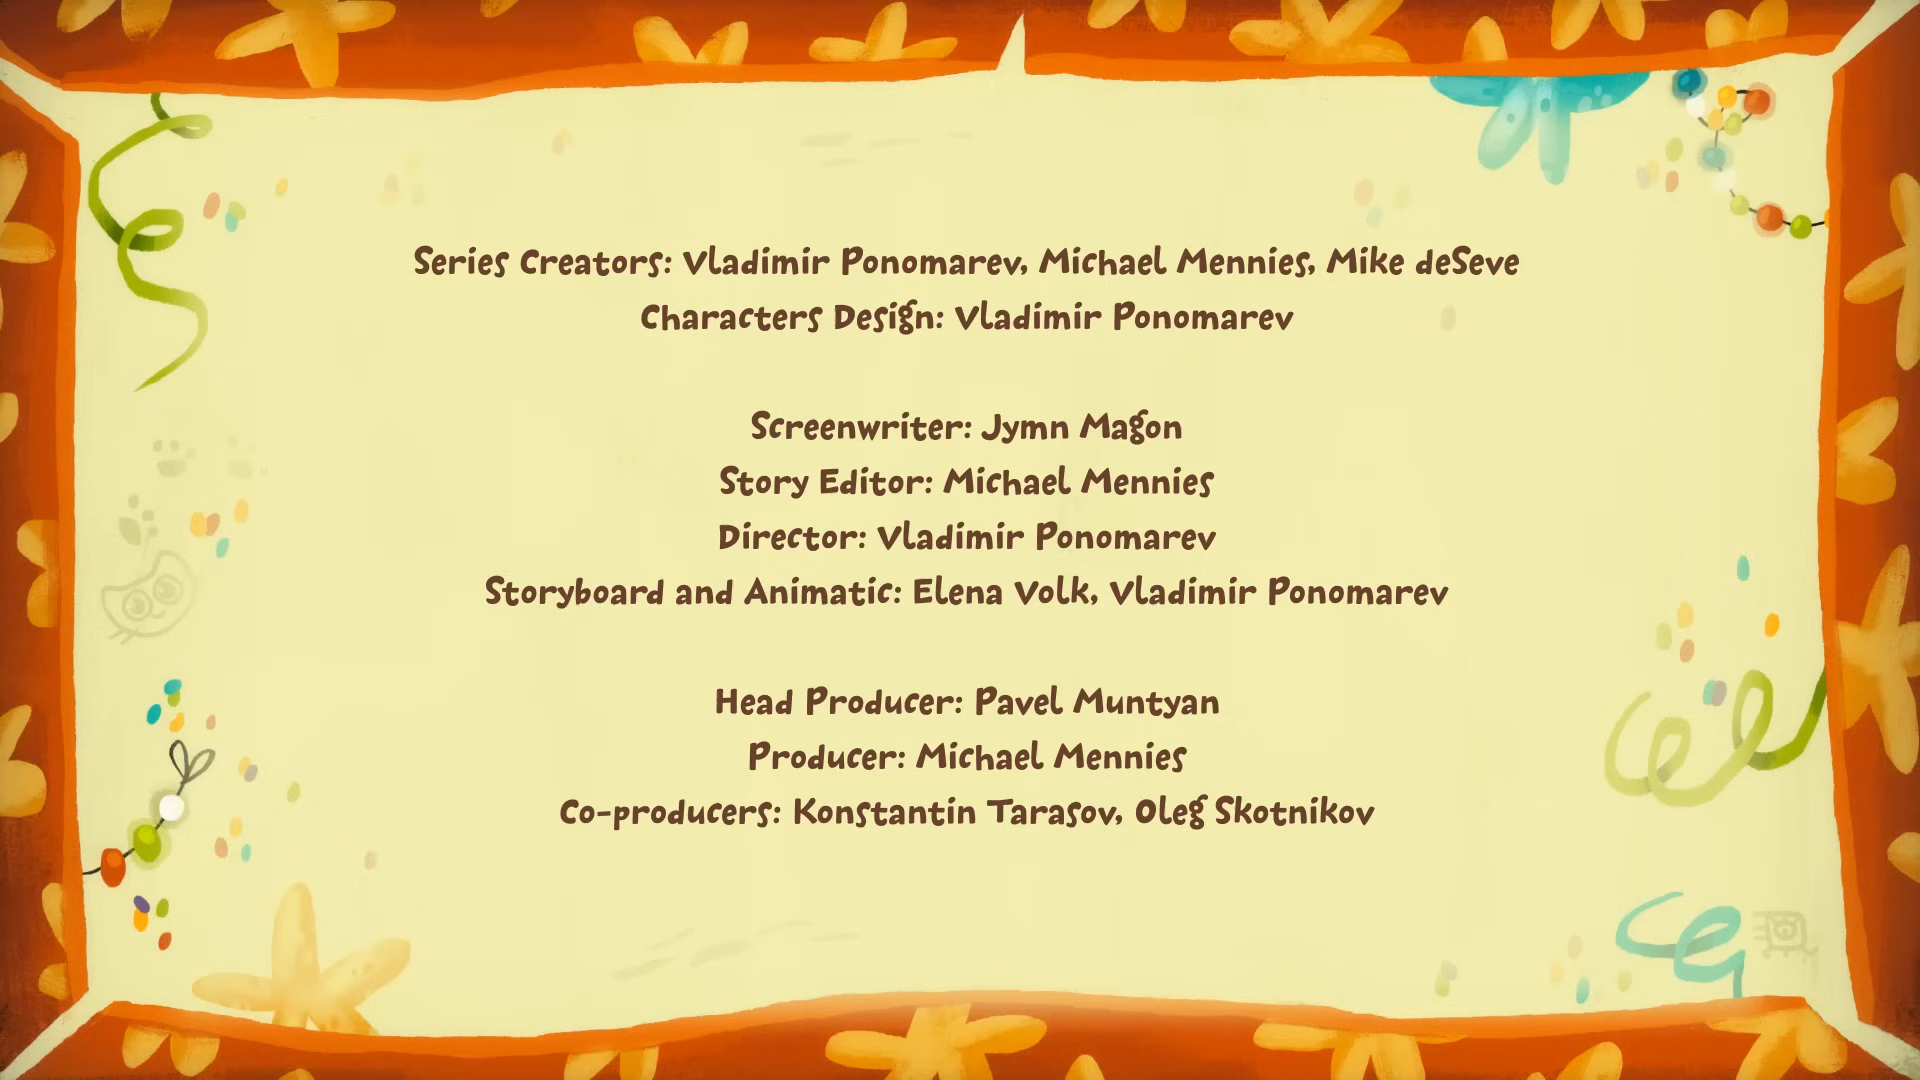 Series Creators: Vladimir Ponomarev, Michael Mennies, Mike deSeve
Characters Design: Vladimir Ponomarev
Screenwriter: Jymn Magon
Story Editor: Michael Mennies
Director: Vladimir Ponomarev
Storyboard and Animatic: Elena Volk, Vladimir Ponomarev
Head Producer: Pavel Muntyan
Producer: Michael Mennies
Co-producers: Konstantin Tarasov, Oleg Skotnikov